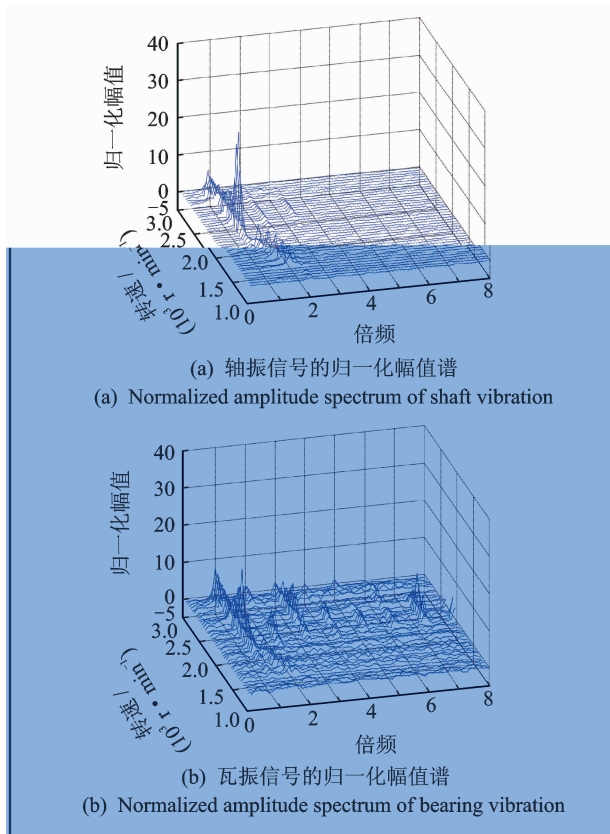 40
30
20
10
0
−5
归一化幅值
3.0
2.5
2.0
1.5
1.0
转速 /
(10³ r • min⁻¹)
0
2
4
6
8
倍频
(a) 轴振信号的归一化幅值谱
(a) Normalized amplitude spectrum of shaft vibration
40
30
20
10
0
−5
归一化幅值
3.0
2.5
2.0
1.5
1.0
转速 /
(10³ r • min⁻¹)
0
2
4
6
8
倍频
(b) 瓦振信号的归一化幅值谱
(b) Normalized amplitude spectrum of bearing vibration